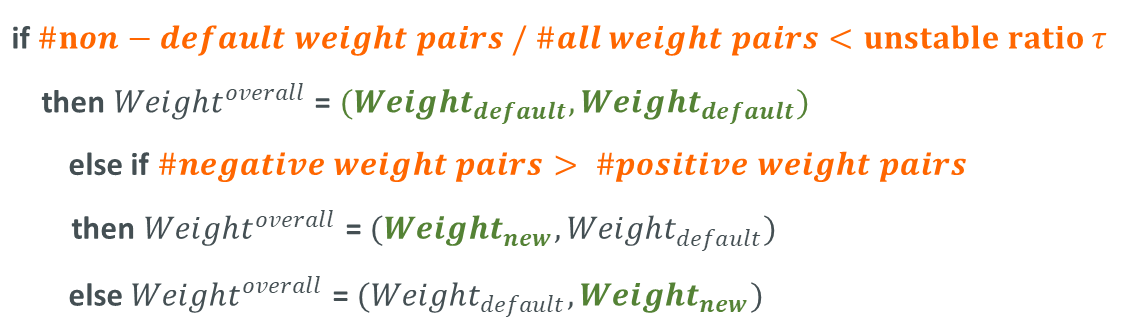 if #non − default weight pairs / #all weight pairs < unstable ratio τ
then Weight^overall = (Weight_default, Weight_default)
else if #negative weight pairs > #positive weight pairs
then Weight^overall = (Weight_new, Weight_default)
else Weight^overall = (Weight_default, Weight_new)